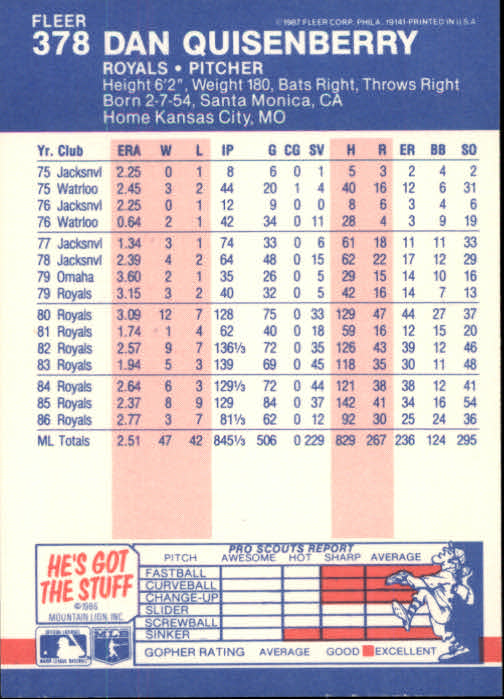 FLEER ©1987 FLEER CORP. PHILA. 19141-PRINTED IN U.S.A.
378 DAN QUISENBERRY
ROYALS • PITCHER
Height 6'2", Weight 180, Bats Right, Throws Right
Born 2-7-54, Santa Monica, CA
Home Kansas City, MO
Yr. Club ERA W L IP G CG SV H R ER BB SO
75 Jacksnvl 2.25 0 1 8 6 0 1 5 3 2 4 2
75 Watrloo 2.45 3 2 44 20 1 4 40 16 12 6 31
76 Jacksnvl 2.25 0 1 12 9 0 0 8 6 3 4 6
76 Watrloo 0.64 2 1 42 34 0 11 28 4 3 9 19
77 Jacksnvl 1.34 3 1 74 33 0 6 61 18 11 11 33
78 Jacksnvl 2.39 4 2 64 48 0 15 62 22 17 12 29
79 Omaha 3.60 2 1 35 26 0 5 29 15 14 10 16
79 Royals 3.15 3 2 40 32 0 5 42 16 14 7 13
80 Royals 3.09 12 7 128 75 0 33 129 47 44 27 37
81 Royals 1.74 1 4 62 40 0 18 59 16 12 15 20
82 Royals 2.57 9 7 136⅓ 72 0 35 126 43 39 12 46
83 Royals 1.94 5 3 139 69 0 45 118 35 30 11 48
84 Royals 2.64 6 3 129⅓ 72 0 44 121 38 38 12 41
85 Royals 2.37 8 9 129 84 0 37 142 41 34 16 54
86 Royals 2.77 3 7 81⅓ 62 0 12 92 30 25 24 36
ML Totals 2.51 47 42 845⅓ 506 0 229 829 267 236 124 295
HE'S GOT
THE STUFF
©1986
MOUNTAIN LION, INC.
PRO SCOUTS REPORT
PITCH AWESOME HOT SHARP AVERAGE
FASTBALL
CURVEBALL
CHANGE-UP
SLIDER
SCREWBALL
SINKER
GOPHER RATING AVERAGE GOOD EXCELLENT